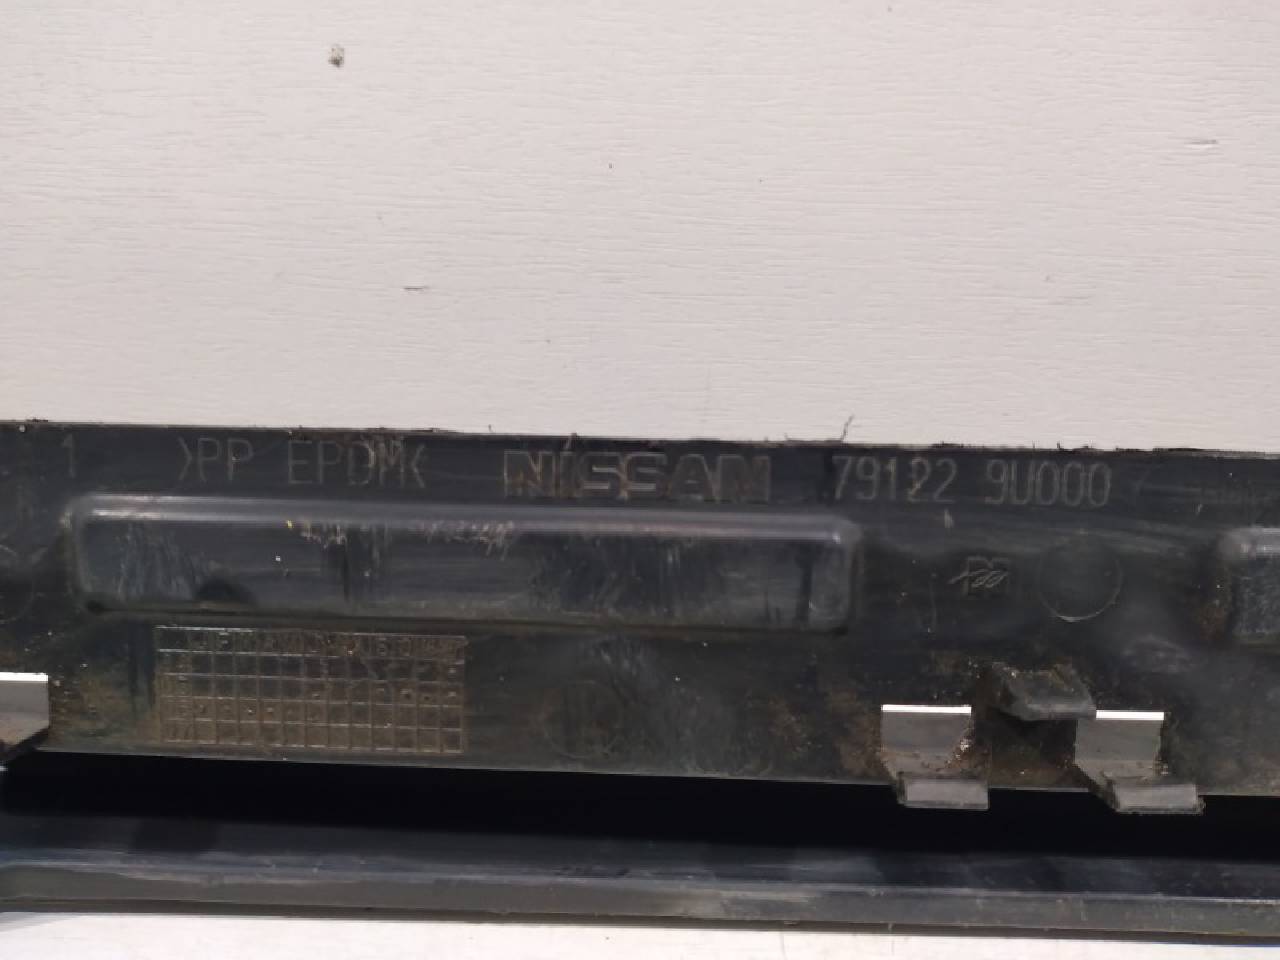 1 >PP EPDM< NISSAN 79122 9U000
J F M A M J J A S O N D